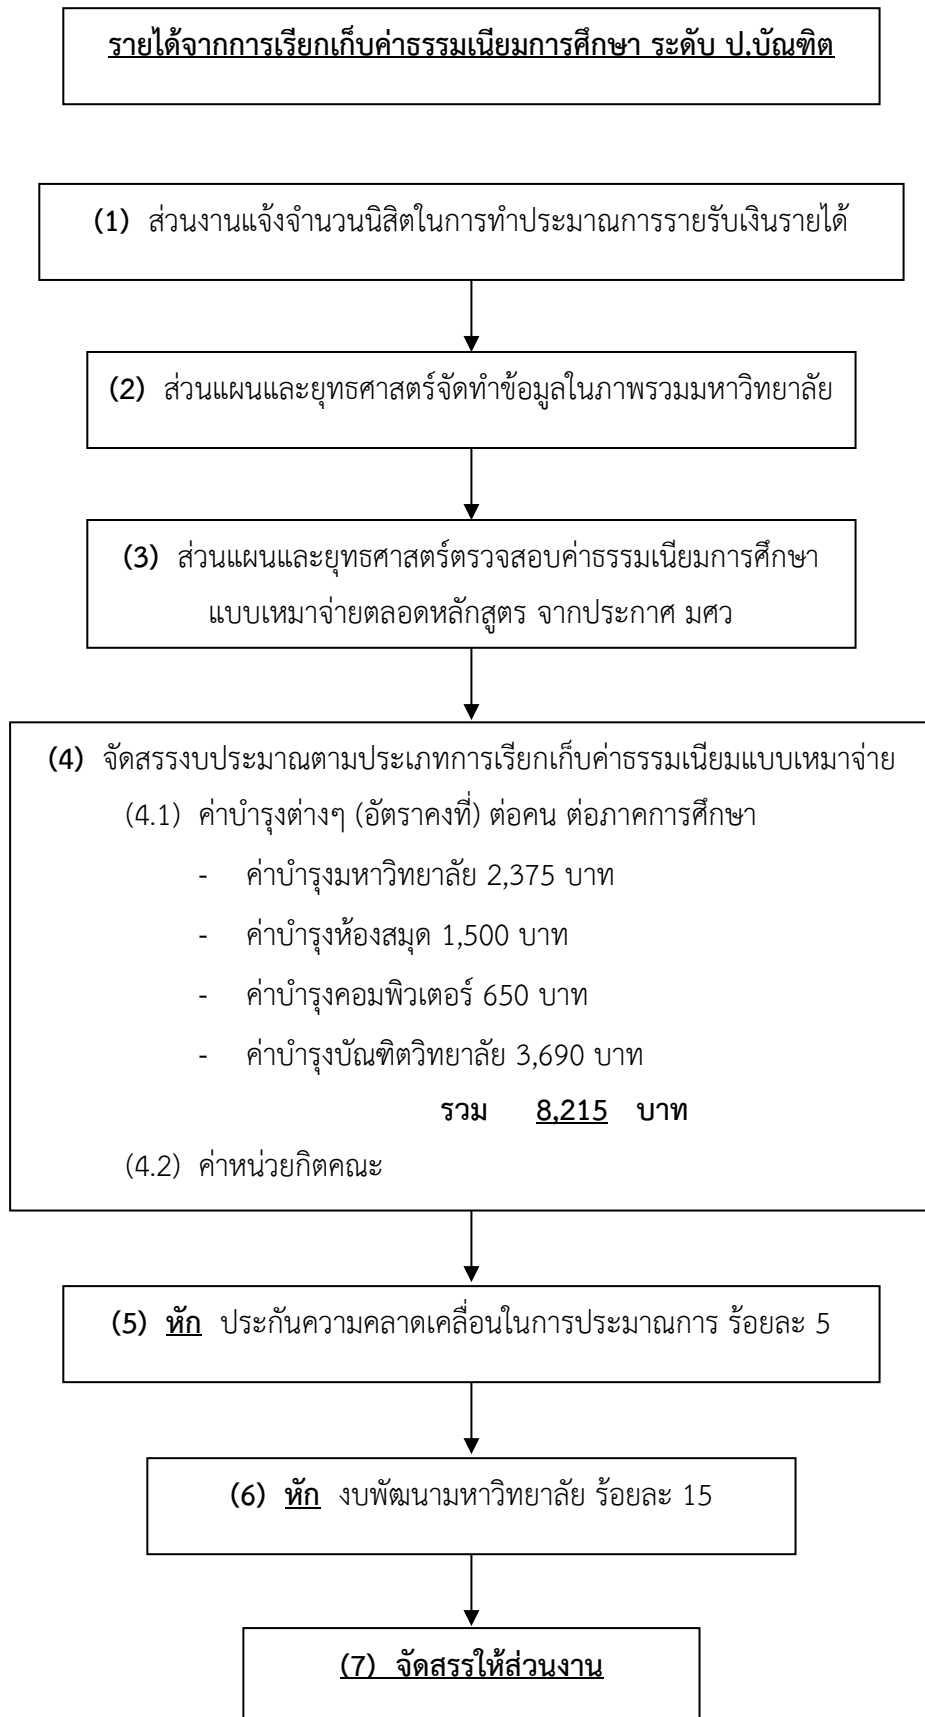 รายได้จากการเรียกเก็บค่าธรรมเนียมการศึกษา ระดับ ป.บัณฑิต
(1) ส่วนงานแจ้งจำนวนนิสิตในการทำประมาณการรายรับเงินรายได้
(2) ส่วนแผนและยุทธศาสตร์จัดทำข้อมูลในภาพรวมมหาวิทยาลัย
(3) ส่วนแผนและยุทธศาสตร์ตรวจสอบค่าธรรมเนียมการศึกษา
แบบเหมาจ่ายตลอดหลักสูตร จากประกาศ มศว
(4) จัดสรรงบประมาณตามประเภทการเรียกเก็บค่าธรรมเนียมแบบเหมาจ่าย
(4.1) ค่าบำรุงต่างๆ (อัตราคงที่) ต่อคน ต่อภาคการศึกษา
- ค่าบำรุงมหาวิทยาลัย 2,375 บาท
- ค่าบำรุงห้องสมุด 1,500 บาท
- ค่าบำรุงคอมพิวเตอร์ 650 บาท
- ค่าบำรุงบัณฑิตวิทยาลัย 3,690 บาท
รวม 8,215 บาท
(4.2) ค่าหน่วยกิตคณะ
(5) หัก ประกันความคลาดเคลื่อนในการประมาณการ ร้อยละ 5
(6) หัก งบพัฒนามหาวิทยาลัย ร้อยละ 15
(7) จัดสรรให้ส่วนงาน